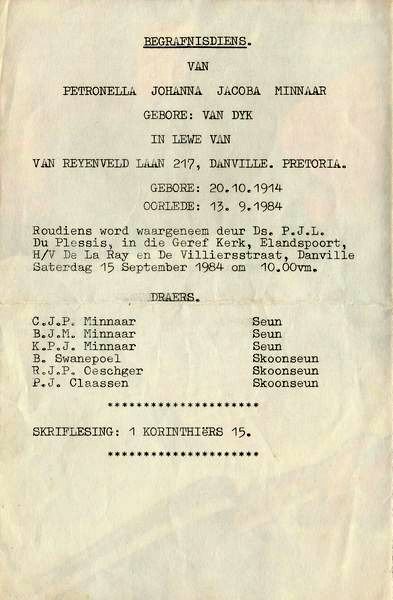 BEGRAFNISDIENS.
VAN
PETRONELLA JOHANNA JACOBA MINNAAR
GEBORE: VAN DYK
IN LEWE VAN
VAN REYENVELD LAAN 217, DANVILLE. PRETORIA.
GEBORE: 20.10.1914
OORLEDE: 13. 9.1984
Roudiens word waargeneem deur Ds. P.J.L.
Du Plessis, in die Geref Kerk, Elandspoort,
H/V De La Ray en De Villiersstraat, Danville
Saterdag 15 September 1984 om 10.00vm.
DRAERS.
C.J.P. Minnaar Seun
B.J.M. Minnaar Seun
K.P.J. Minnaar Seun
B. Swanepoel Skoonseun
R.J.P. Oeschger Skoonseun
P.J. Claassen Skoonseun
*********************
SKRIFLESING: 1 KORINTHIëRS 15.
*********************